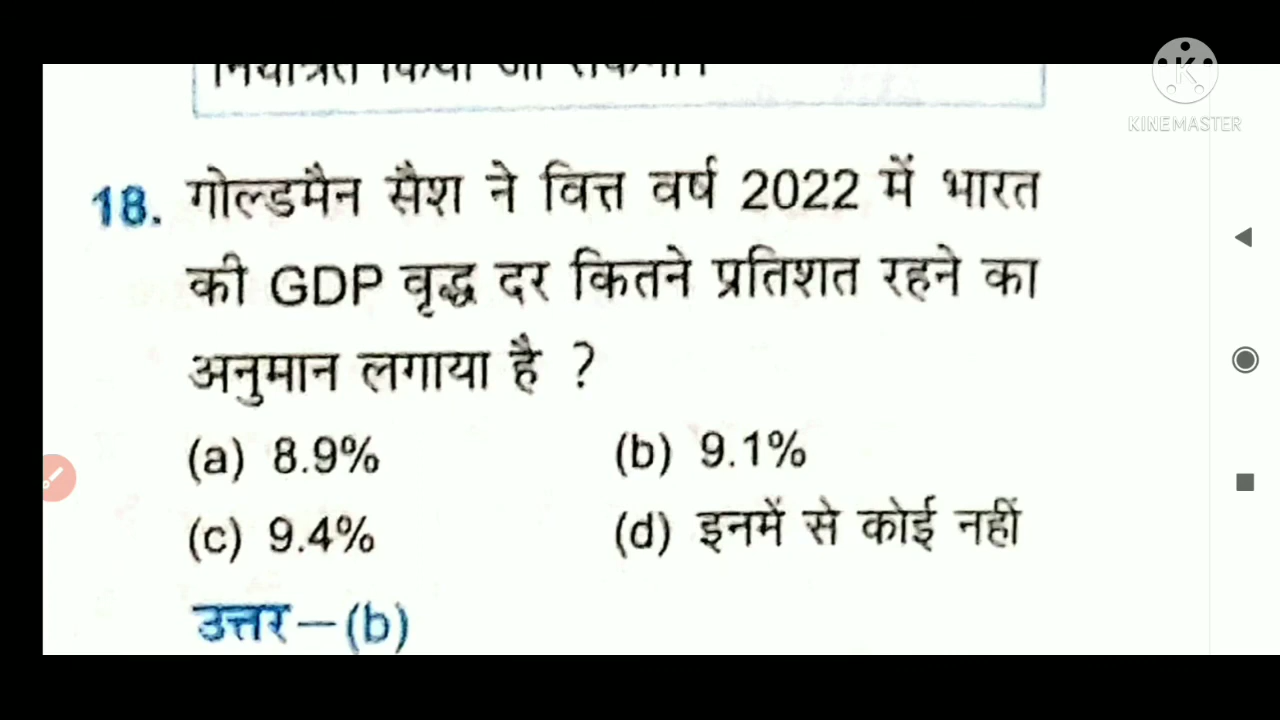 KINEMASTER
18. गोल्डमैन सैश ने वित्त वर्ष 2022 में भारत
की GDP वृद्ध दर कितने प्रतिशत रहने का
अनुमान लगाया है ?
(a) 8.9% (b) 9.1%
(c) 9.4% (d) इनमें से कोई नहीं
उत्तर–(b)